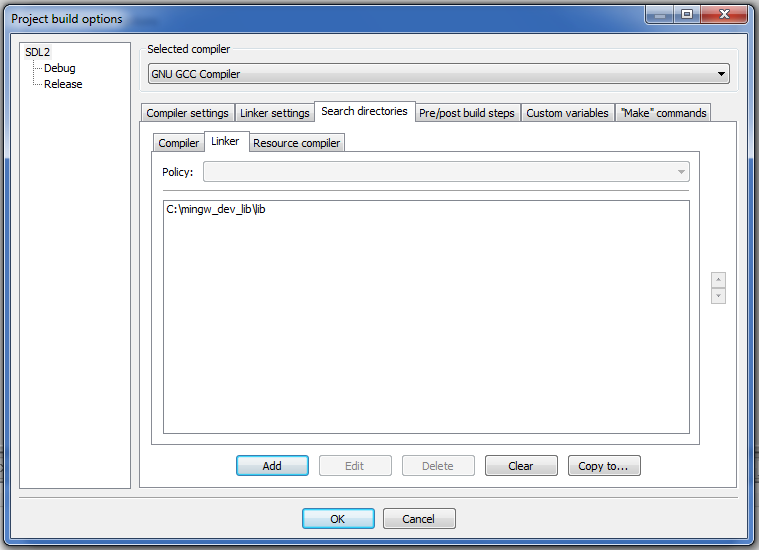 Project build options
SDL2
Debug
Release
Selected compiler
GNU GCC Compiler
Compiler settings Linker settings Search directories Pre/post build steps Custom variables "Make" commands
Compiler Linker Resource compiler
Policy:
C:\mingw_dev_lib\lib
Add Edit Delete Clear Copy to...
OK Cancel